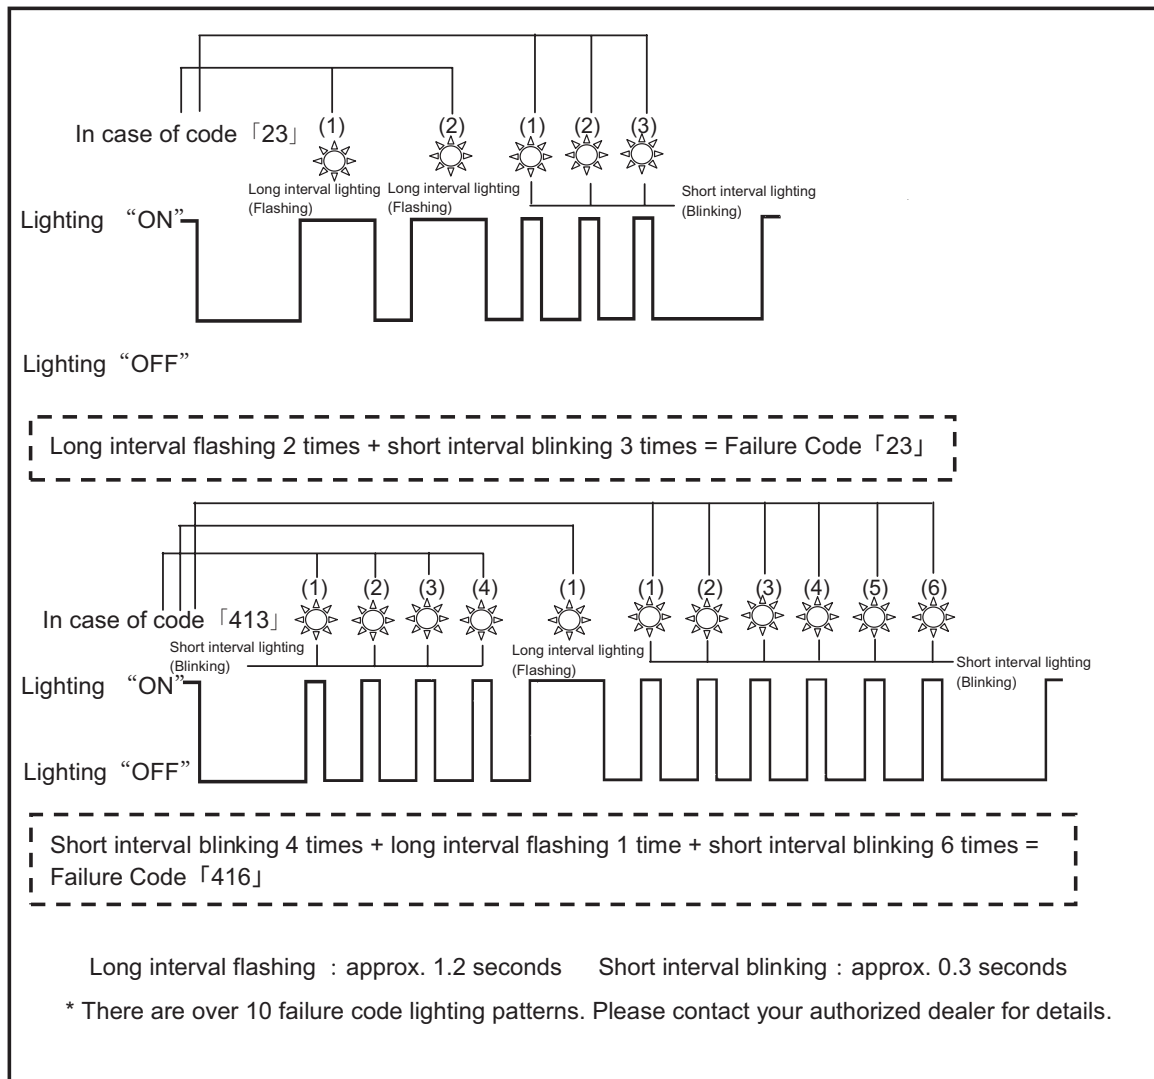 In case of code「23」
(1)
(2)
(1)
(2)
(3)
Long interval lighting
(Flashing)
Long interval lighting
(Flashing)
Short interval lighting
(Blinking)
Lighting “ON”
Lighting “OFF”
Long interval flashing 2 times + short interval blinking 3 times = Failure Code「23」
In case of code「413」
(1)
(2)
(3)
(4)
(1)
(1)
(2)
(3)
(4)
(5)
(6)
Short interval lighting
(Blinking)
Long interval lighting
(Flashing)
Short interval lighting
(Blinking)
Lighting “ON”
Lighting “OFF”
Short interval blinking 4 times + long interval flashing 1 time + short interval blinking 6 times =
Failure Code「416」
Long interval flashing : approx. 1.2 seconds Short interval blinking : approx. 0.3 seconds
* There are over 10 failure code lighting patterns. Please contact your authorized dealer for details.